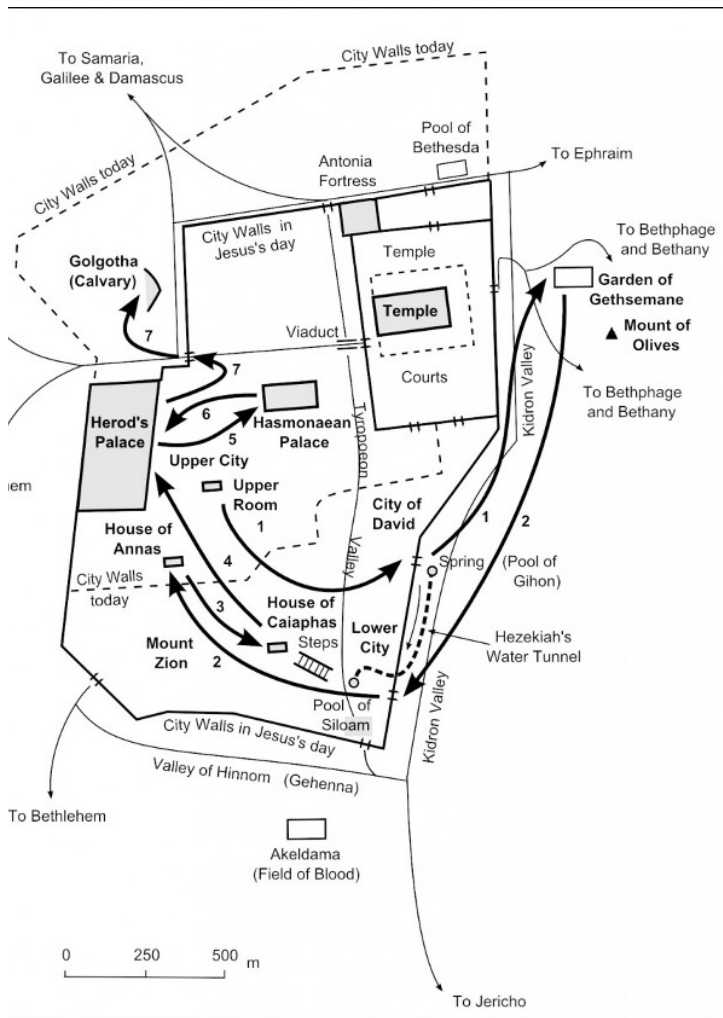 City Walls today
To Samaria,
Galilee & Damascus
Pool of
Bethesda
To Ephraim
Antonia
Fortress
City Walls today
City Walls in
Jesus's day
Temple
To Bethphage
and Bethany
Golgotha
(Calvary)
Garden of
Gethsemane
Temple
Mount of
Olives
Viaduct
7
7
Courts
Kidron Valley
To Bethphage
and Bethany
Herod's
Palace
6
5
Hasmonaean
Palace
Tyropoeon
Valley
Upper City
Upper
Room
1
City of
David
1
2
em
House of
Annas
4
Spring
(Pool of
Gihon)
City Walls
today
3
House of
Caiaphas
Steps
Lower
City
Hezekiah's
Water Tunnel
Mount
Zion
2
Pool of
Siloam
Kidron Valley
City Walls in Jesus's day
Valley of Hinnom (Gehenna)
To Bethlehem
Akeldama
(Field of Blood)
0 250 500 m
To Jericho